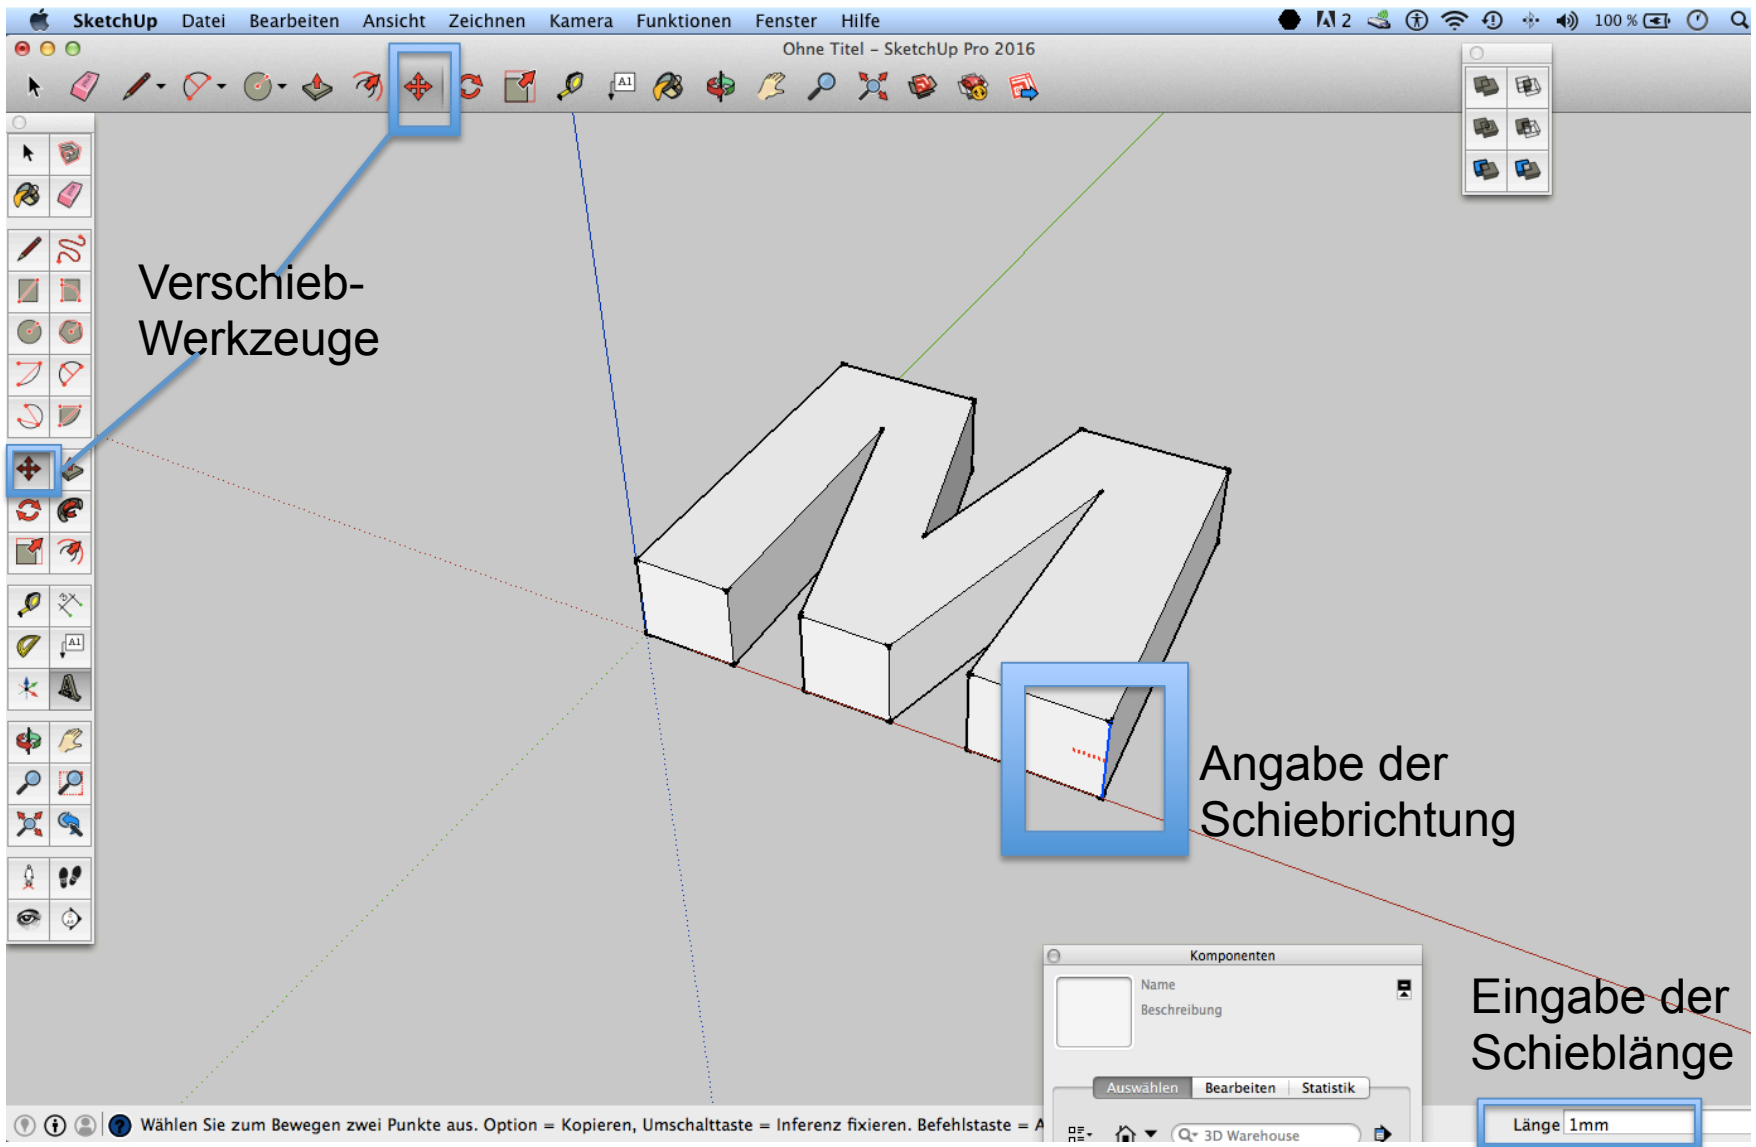 SketchUp Datei Bearbeiten Ansicht Zeichnen Kamera Funktionen Fenster Hilfe 2 100 %
Ohne Titel – SketchUp Pro 2016
A1
Verschieb-
Werkzeuge
A1
Angabe der
Schiebrichtung
Komponenten
Name
Beschreibung
Eingabe der
Schieblänge
Auswählen Bearbeiten Statistik
Wählen Sie zum Bewegen zwei Punkte aus. Option = Kopieren, Umschalttaste = Inferenz fixieren. Befehlstaste = A
3D Warehouse
Länge 1mm